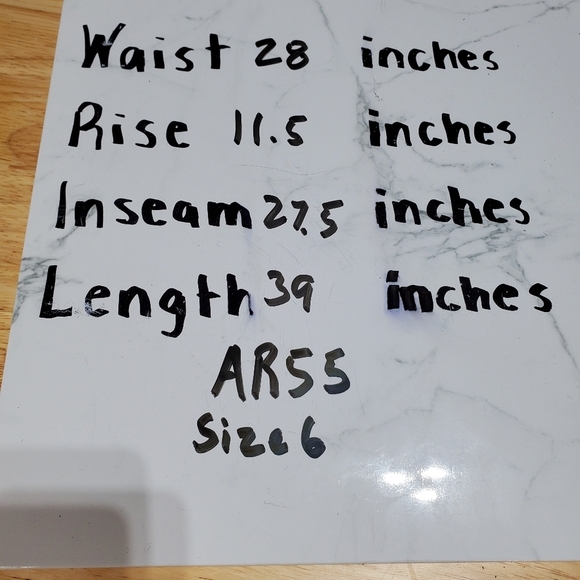 Waist 28 inches
Rise 11.5 inches
Inseam 27.5 inches
Length 39 inches
AR55
Size 6